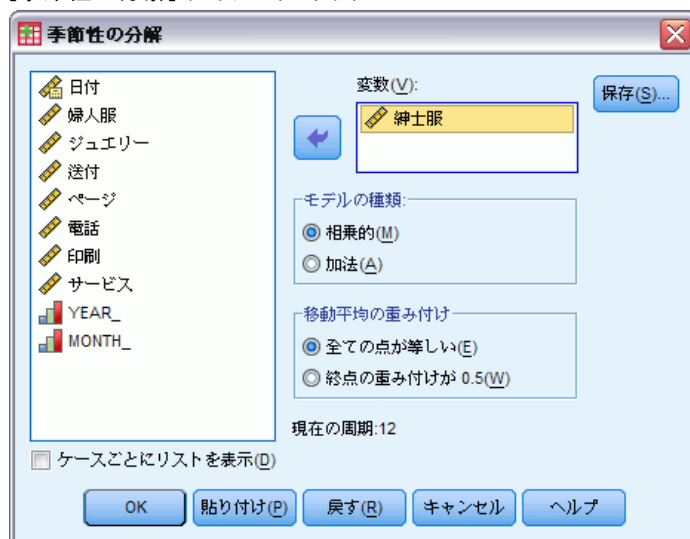 季節性の分解
日付
婦人服
ジュエリー
送付
ページ
電話
印刷
サービス
YEAR_
MONTH_
ケースごとにリストを表示(D)
変数(V):
紳士服
保存(S)...
モデルの種類:
相乗的(M)
加法(A)
移動平均の重み付け
全ての点が等しい(E)
終点の重み付けが 0.5(W)
現在の周期:12
OK
貼り付け(P)
戻す(R)
キャンセル
ヘルプ